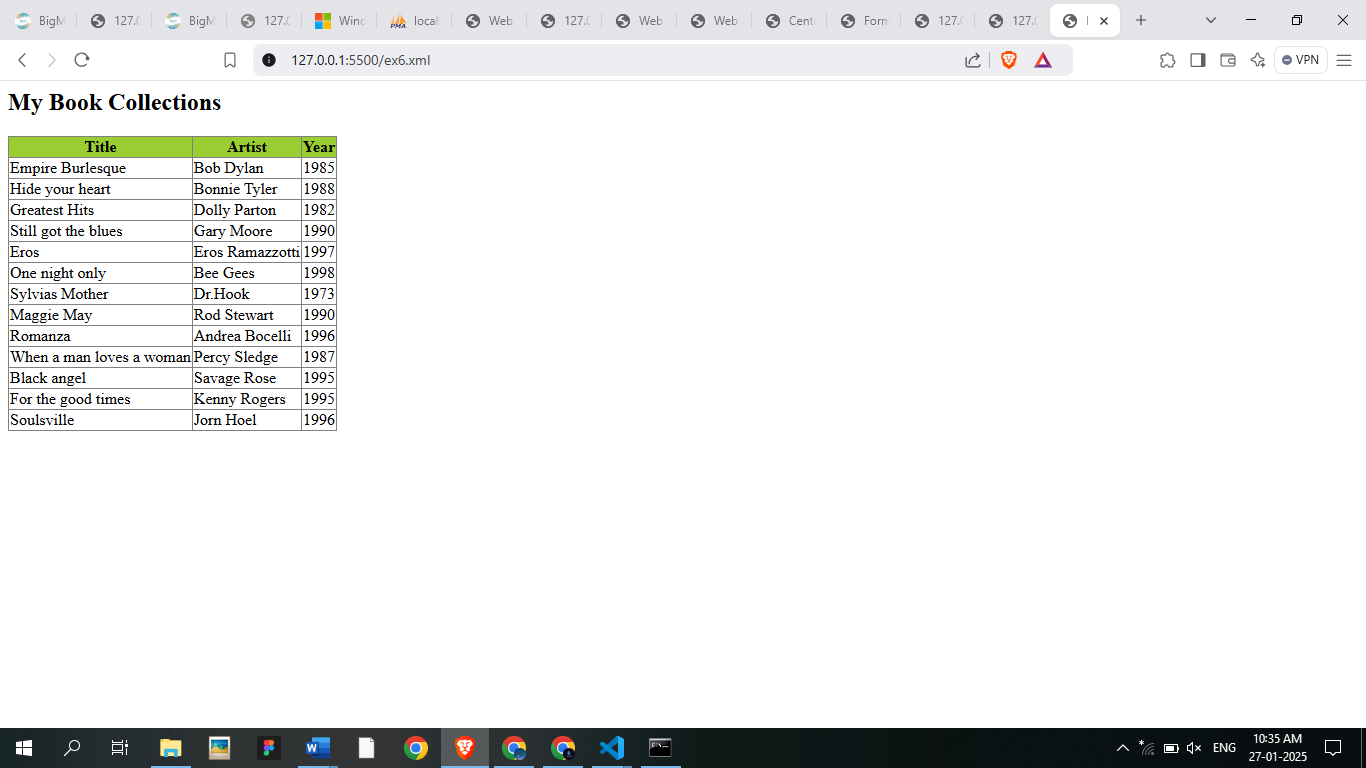 BigM 127.0 BigM 127.0 Wind local Web 127.0 Web Web Cent Form 127.0 127.0
127.0.0.1:5500/ex6.xml VPN
My Book Collections
Title Artist Year
Empire Burlesque Bob Dylan 1985
Hide your heart Bonnie Tyler 1988
Greatest Hits Dolly Parton 1982
Still got the blues Gary Moore 1990
Eros Eros Ramazzotti 1997
One night only Bee Gees 1998
Sylvias Mother Dr.Hook 1973
Maggie May Rod Stewart 1990
Romanza Andrea Bocelli 1996
When a man loves a woman Percy Sledge 1987
Black angel Savage Rose 1995
For the good times Kenny Rogers 1995
Soulsville Jorn Hoel 1996
ENG 10:35 AM
27-01-2025